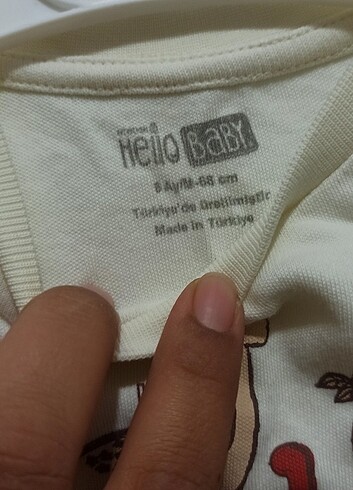 Hello BABY
6 Ay/M-68 cm
Türkiye'de üretilmiştir
Made in Türkiye